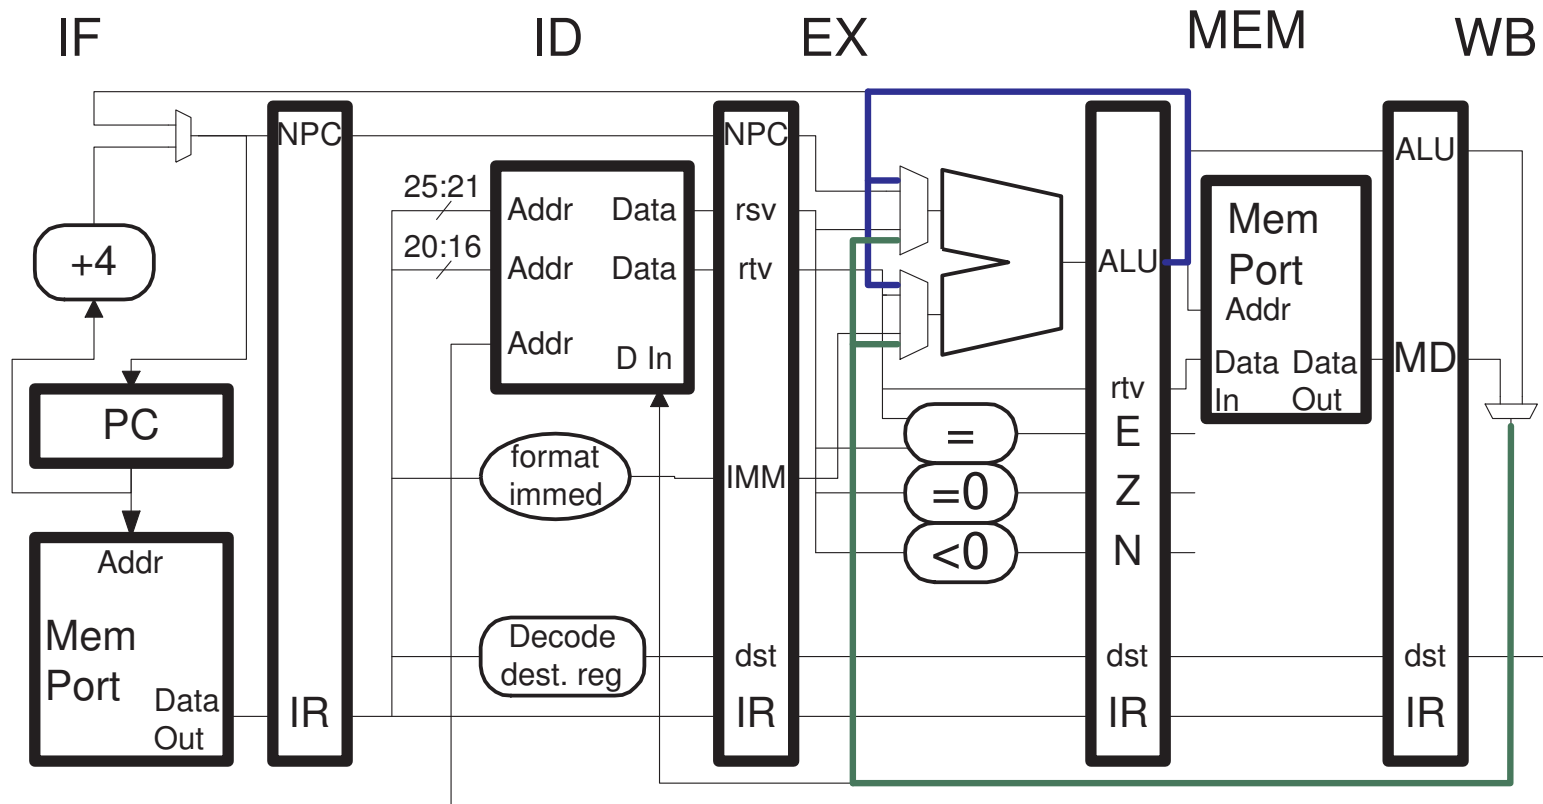 IF ID EX MEM WB
NPC
NPC
ALU
25:21
Addr Data
rsv
20:16
Addr Data
rtv
Addr
D In
+4
PC
ALU
Mem
Port
Addr
Data Data
In Out
MD
rtv
=
E
format
immed
IMM
=0
Z
<0
N
Addr
Mem
Port
Data
Out
Decode
dest. reg
dst
dst
dst
IR
IR
IR
IR